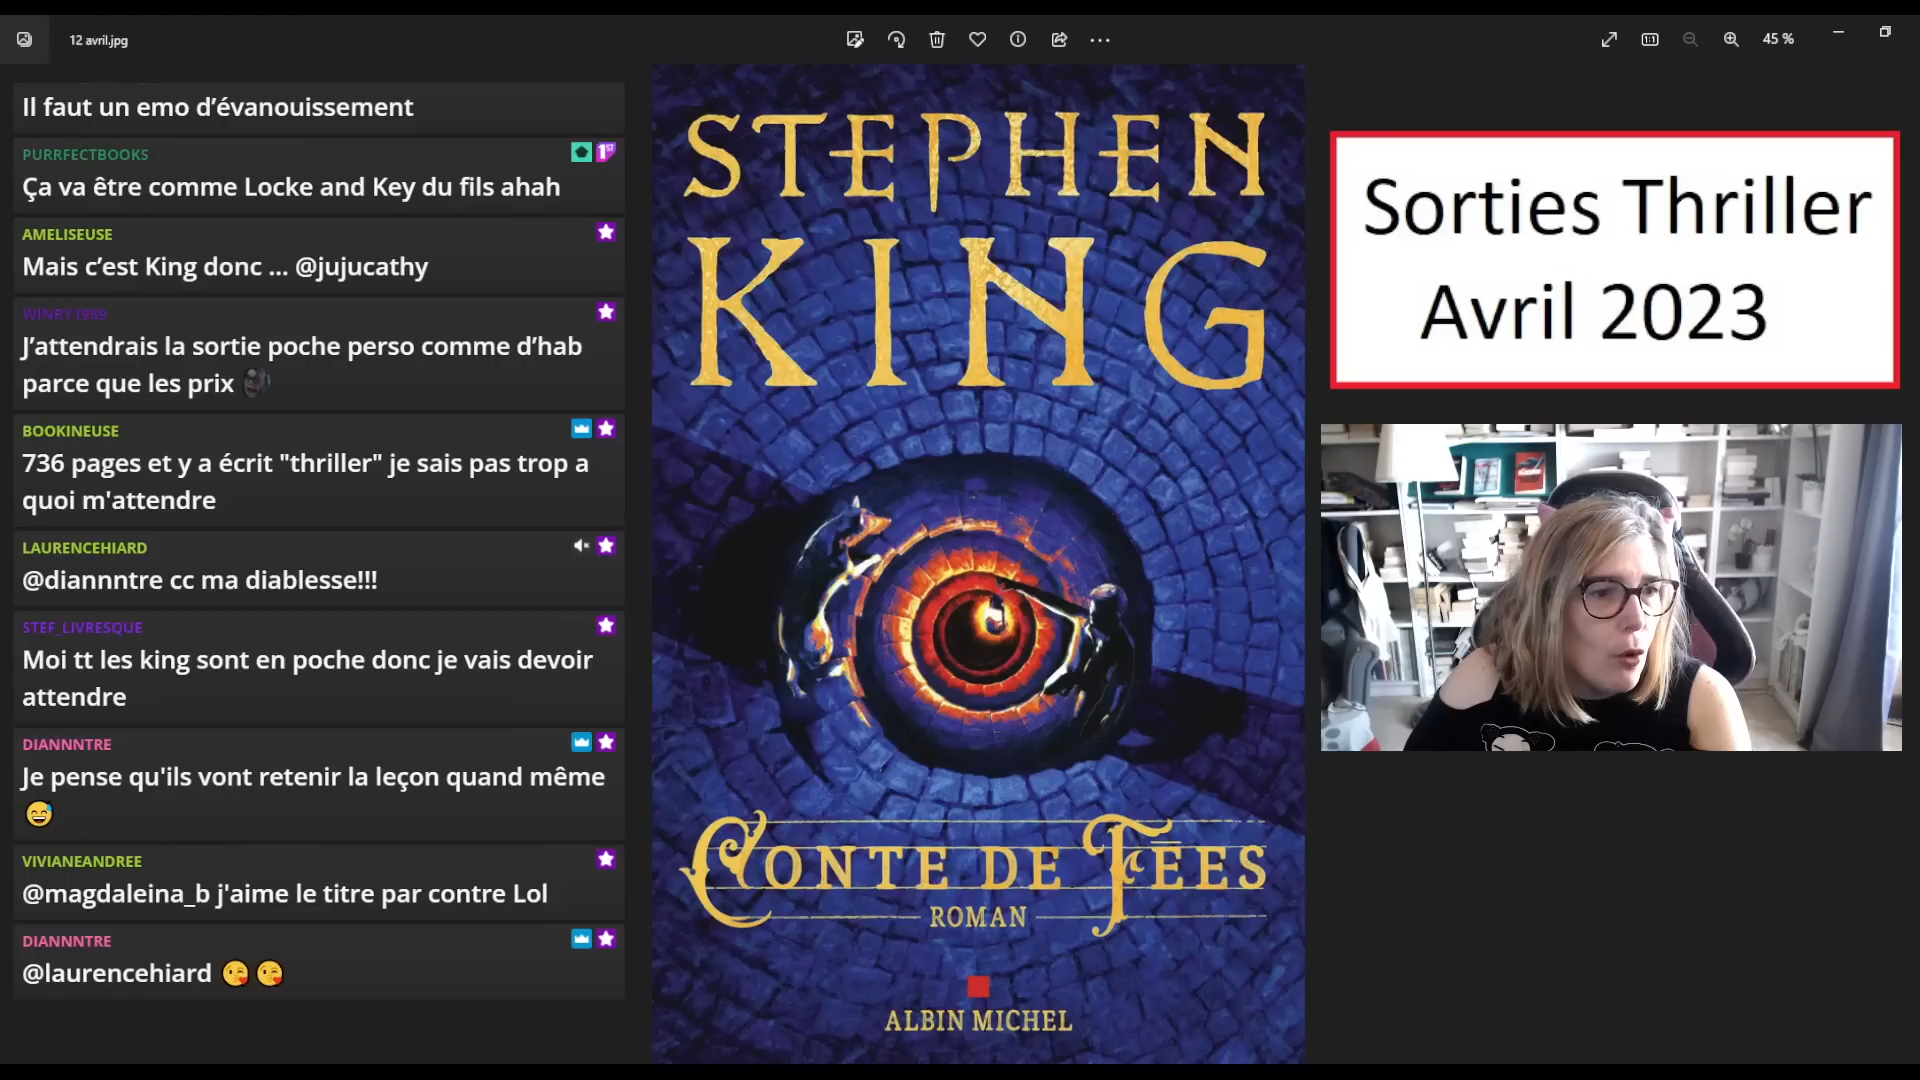 12 avril.jpg
45 %
Il faut un emo d’évanouissement
PURRFECTBOOKS
1ST
Ça va être comme Locke and Key du fils ahah
AMELISEUSE
Mais c’est King donc ... @jujucathy
WINRY1989
J’attendrais la sortie poche perso comme d’hab
parce que les prix
BOOKINEUSE
736 pages et y a écrit "thriller" je sais pas trop a
quoi m'attendre
LAURENCEHIARD
@diannntre cc ma diablesse!!!
STEF_LIVRESQUE
Moi tt les king sont en poche donc je vais devoir
attendre
DIANNNTRE
Je pense qu'ils vont retenir la leçon quand même
VIVIANEANDREE
@magdaleina_b j'aime le titre par contre Lol
DIANNNTRE
@laurencehiard
STEPHEN
KING
CONTE DE FĒES
ROMAN
ALBIN MICHEL
Sorties Thriller
Avril 2023